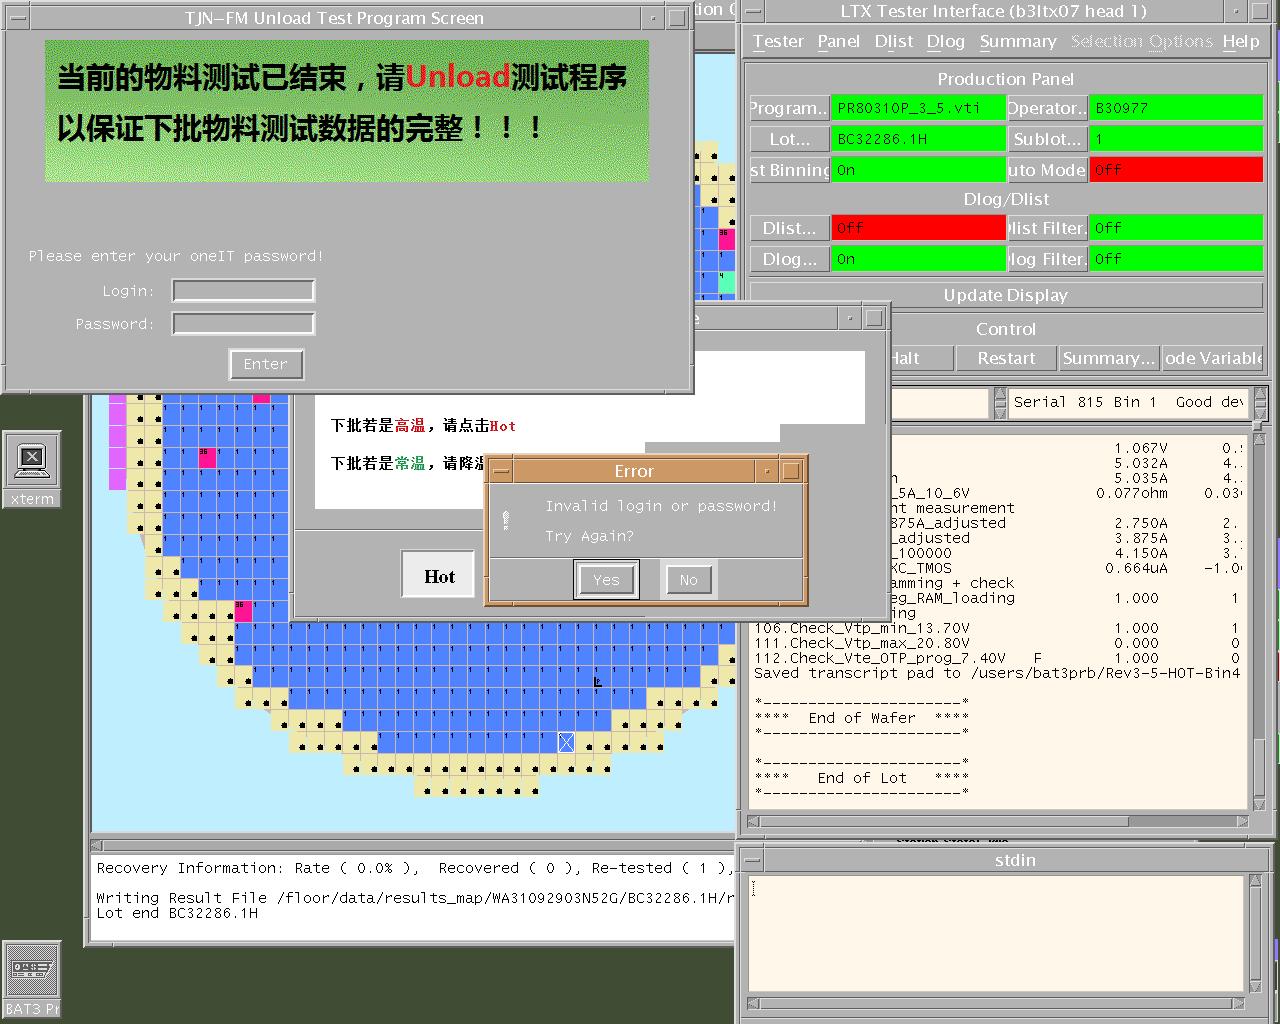 TJN-FM Unload Test Program Screen
当前的物料测试已结束，请Unload测试程序
以保证下批物料测试数据的完整！！！
Please enter your oneIT password!
Login:
Password:
Enter
LTX Tester Interface (b3ltx07 head 1)
Tester Panel Dlist Dlog Summary Selection Options Help
Production Panel
Program... PR80310P_3_5.vti Operator.. B30977
Lot... BC32286.1H Sublot... 1
st Binning On uto Mode Off
Dlog/Dlist
Dlist... Off list Filter. Off
Dlog... On log Filter. Off
Update Display
Control
Halt Restart Summary... ode Variable
Serial 815 Bin 1 Good dev
下批若是高温，请点击Hot
下批若是常温，请降温
Hot
Error
Invalid login or password!
Try Again?
Yes No
1.067V 0.
5.032A 4..
5.035A 4..
_5A_10_6V 0.077ohm 0.03
nt measurement
875A_adjusted 2.750A 2.
_adjusted 3.875A 3..
_100000 4.150A 3.
XC_TMOS 0.664uA -1.0
amming + check
eg_RAM_loading 1.000 1
ing
106.Check_Vtp_min_13.70V 1.000 1
111.Check_Vtp_max_20.80V 0.000 0
112.Check_Vte_OTP_prog_7.40V F 1.000 0
Saved transcript pad to /users/bat3prb/Rev3-5-HOT-Bin4
*----------------------*
**** End of Wafer ****
*----------------------*
*----------------------*
**** End of Lot ****
*----------------------*
xterm
Recovery Information: Rate ( 0.0% ), Recovered ( 0 ), Re-tested ( 1 ),
Writing Result File /floor/data/results_map/WA31092903N52G/BC32286.1H/r
Lot end BC32286.1H
stdin
BAT3 Pr